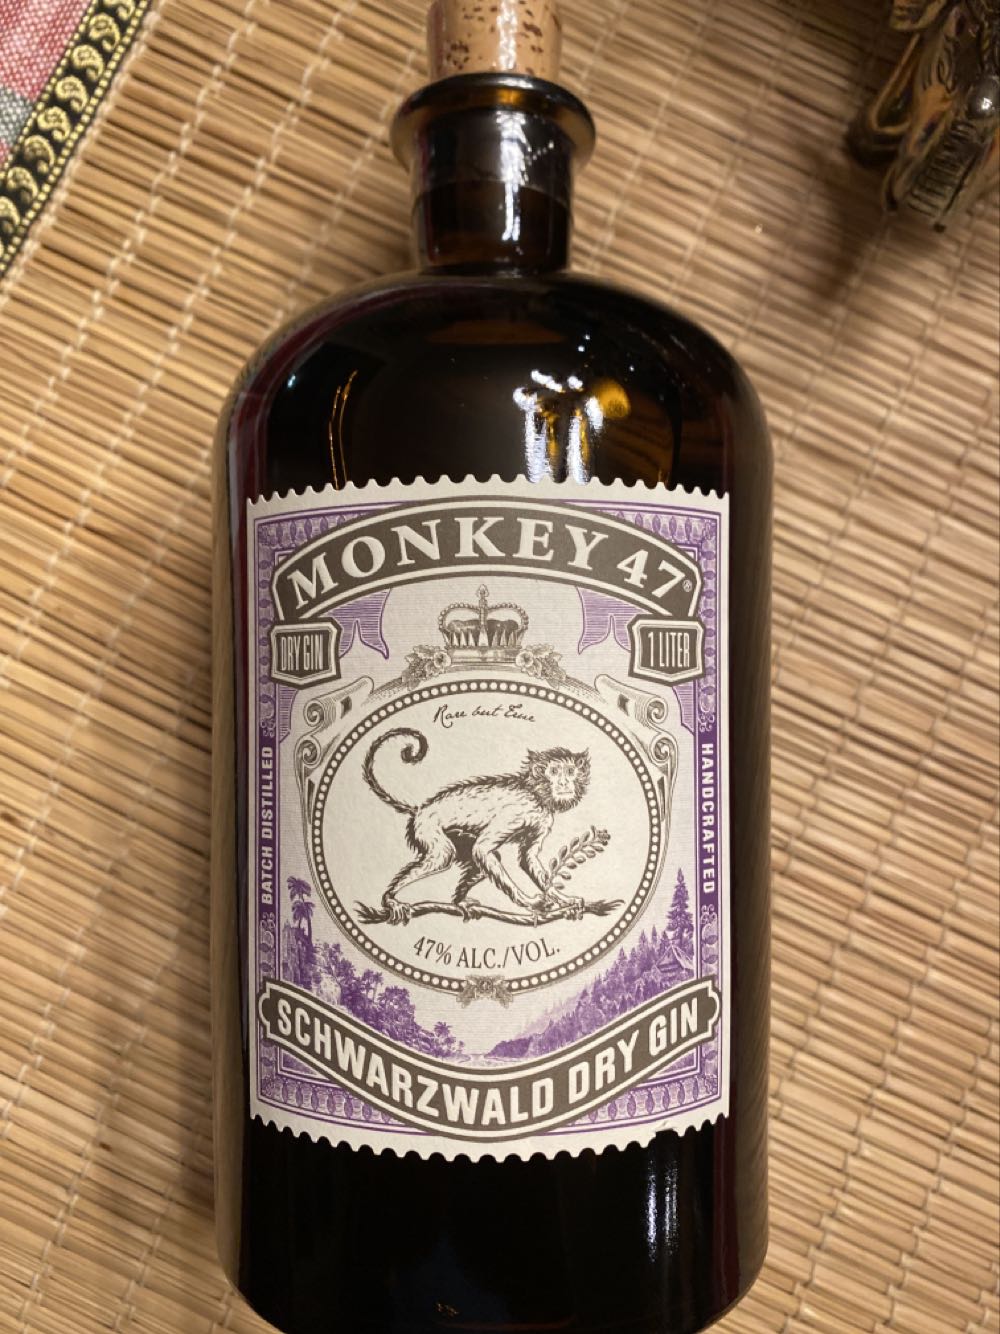 MONKEY 47®
DRY GIN
1 LITER
Rare but True
BATCH DISTILLED
HANDCRAFTED
47% ALC./VOL.
SCHWARZWALD DRY GIN